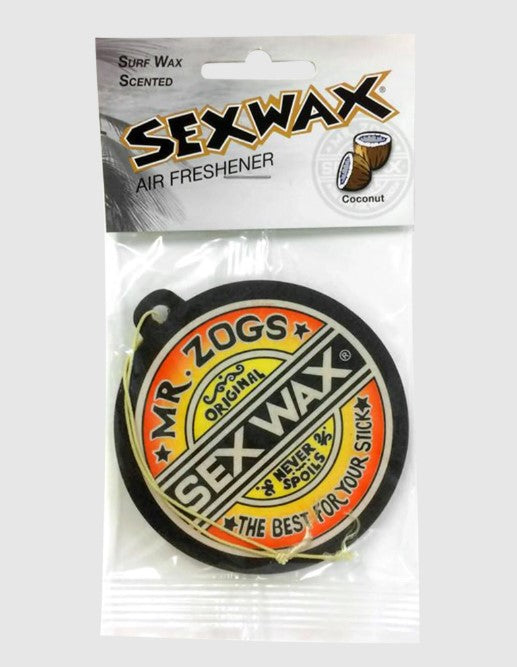 SURF WAX
SCENTED
SEXWAX®
AIR FRESHENER
Coconut
MR. ZOGS
ORIGINAL
SEX WAX®
NEVER
SPOILS
THE BEST FOR YOUR STICK